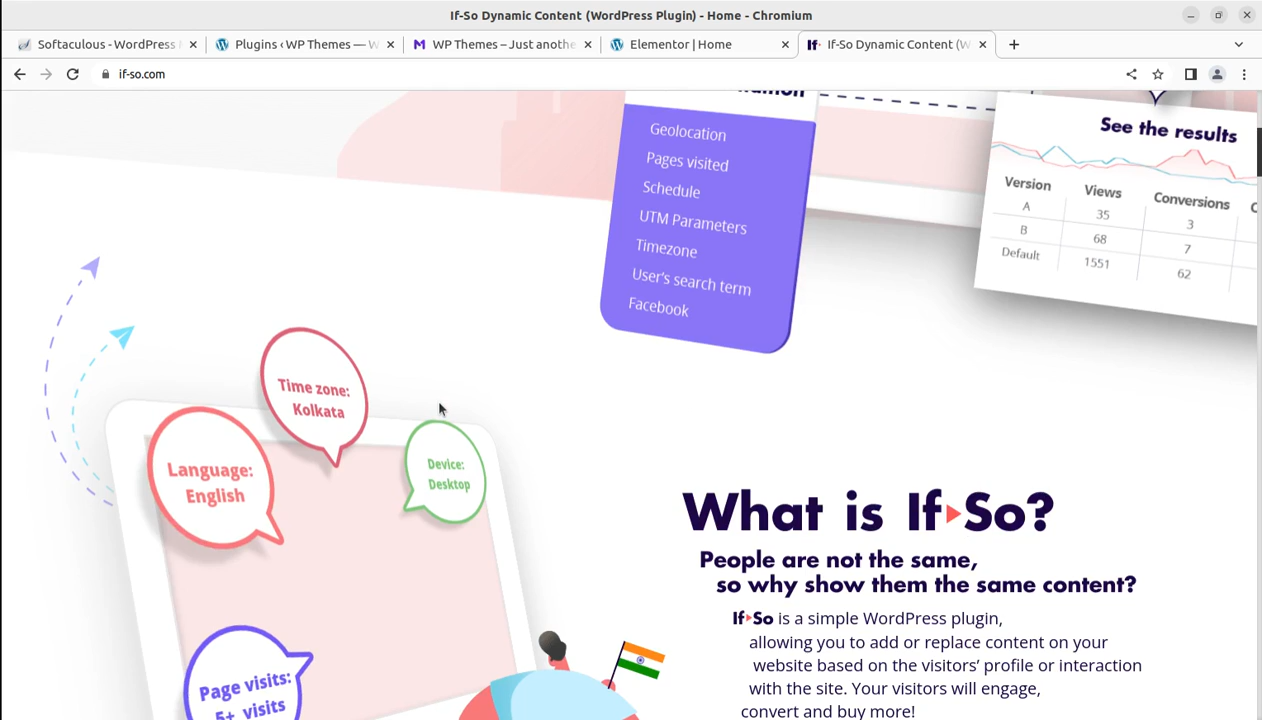 If-So Dynamic Content (WordPress Plugin) - Home - Chromium
Softaculous - WordPress
Plugins ‹ WP Themes — W
WP Themes – Just anothe
Elementor | Home
If-So Dynamic Content (W
if-so.com
Geolocation
Pages visited
Schedule
UTM Parameters
Timezone
User's search term
Facebook
See the results
Version Views Conversions
A 35 3
B 68 7
Default 1551 62
Time zone:
Kolkata
Language:
English
Device:
Desktop
Page visits:
5+ visits
What is If▸So?
People are not the same,
so why show them the same content?
If▸So is a simple WordPress plugin,
allowing you to add or replace content on your
website based on the visitors' profile or interaction
with the site. Your visitors will engage,
convert and buy more!